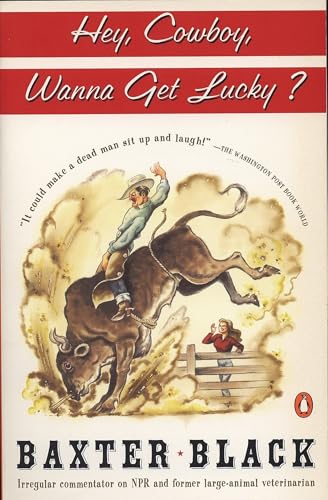 Hey, Cowboy,
Wanna Get Lucky?
"It could make a dead man sit up and laugh!" —THE WASHINGTON POST BOOK WORLD
BAXTER ★ BLACK
Irregular commentator on NPR and former large-animal veterinarian